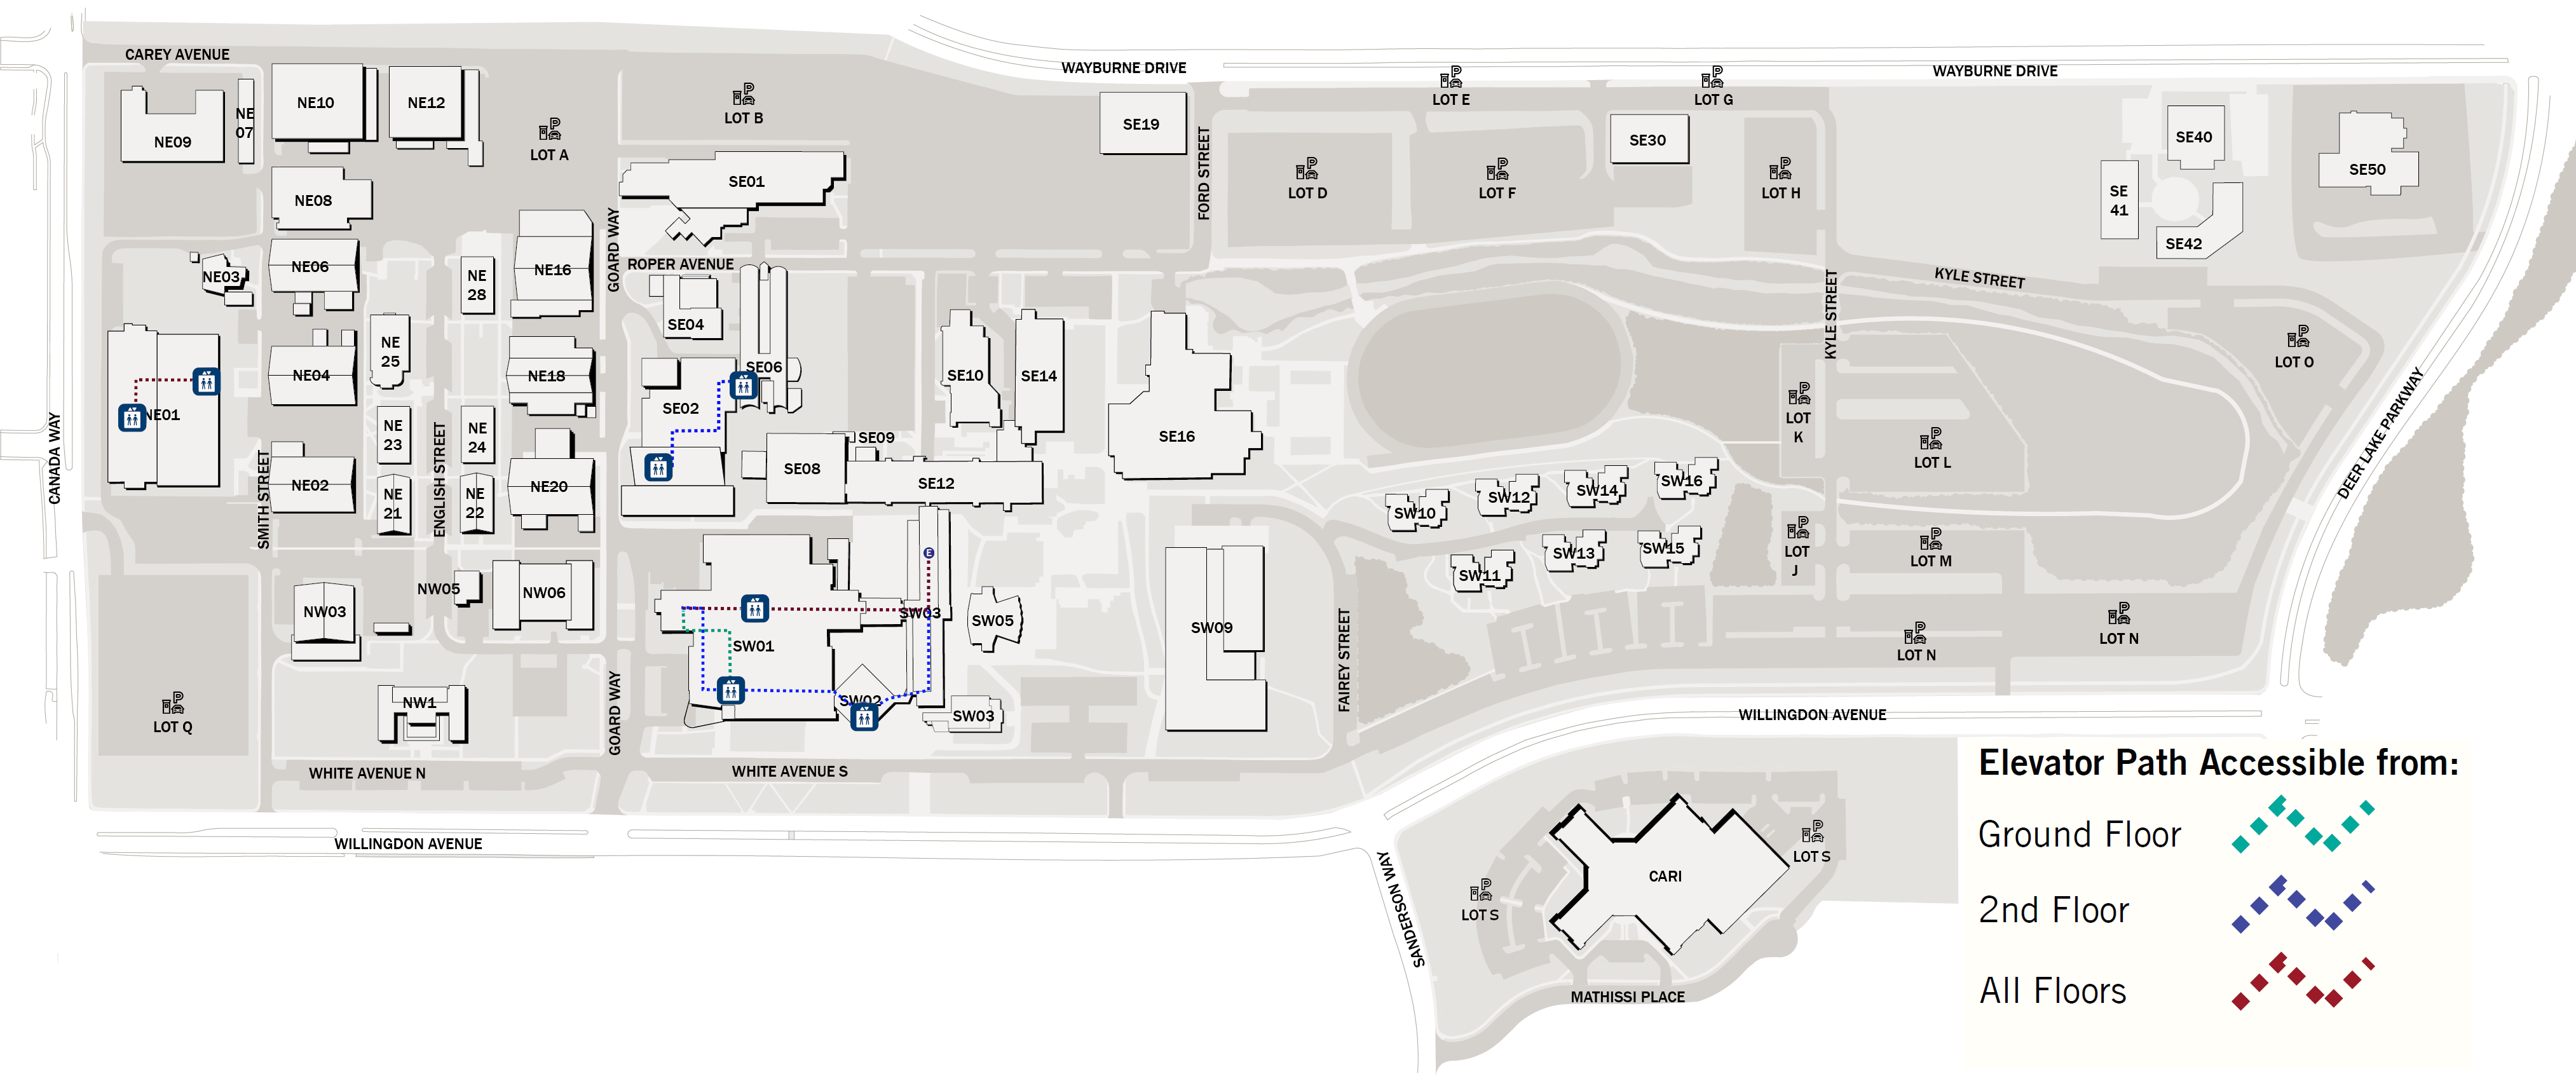 CAREY AVENUE
WAYBURNE DRIVE
WAYBURNE DRIVE
NE09
NE
07
NE10
NE12
LOT A
LOT B
SE19
LOT E
LOT G
SE30
SE40
SE
41
SE42
SE50
NE08
SE01
FORD STREET
LOT D
LOT F
LOT H
NE03
NE06
NE
28
NE16
GOARD WAY
ROPER AVENUE
KYLE STREET
KYLE STREET
SE04
NE
25
NE04
NE18
SE06
SE02
SE10
SE14
SE16
LOT O
NE01
CANADA WAY
NE
23
NE
24
ENGLISH STREET
SE09
SE08
SE12
LOT
K
LOT L
DEER LAKE PARKWAY
SMITH STREET
NE02
NE
21
NE
22
NE20
SW10
SW12
SW14
SW16
E
SW11
SW13
SW15
LOT
J
LOT M
NW03
NW05
NW06
SW01
SW03
SW05
SW09
FAIREY STREET
LOT N
LOT N
LOT Q
NW1
GOARD WAY
SW02
SW03
WILLINGDON AVENUE
WHITE AVENUE N
WHITE AVENUE S
WILLINGDON AVENUE
SANDERSON WAY
LOT S
CARI
LOT S
MATHISSI PLACE
Elevator Path Accessible from:
Ground Floor
2nd Floor
All Floors